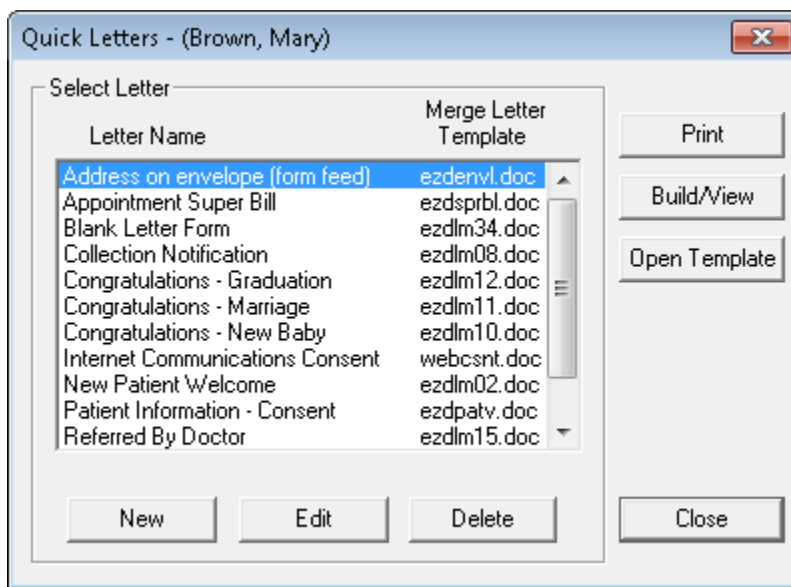 Quick Letters - (Brown, Mary)
Select Letter
Letter Name Merge Letter Template
Address on envelope (form feed) ezdenvl.doc
Appointment Super Bill ezdsprbl.doc
Blank Letter Form ezdlm34.doc
Collection Notification ezdlm08.doc
Congratulations - Graduation ezdlm12.doc
Congratulations - Marriage ezdlm11.doc
Congratulations - New Baby ezdlm10.doc
Internet Communications Consent webcsnt.doc
New Patient Welcome ezdlm02.doc
Patient Information - Consent ezdpatv.doc
Referred By Doctor ezdlm15.doc
New Edit Delete
Print
Build/View
Open Template
Close